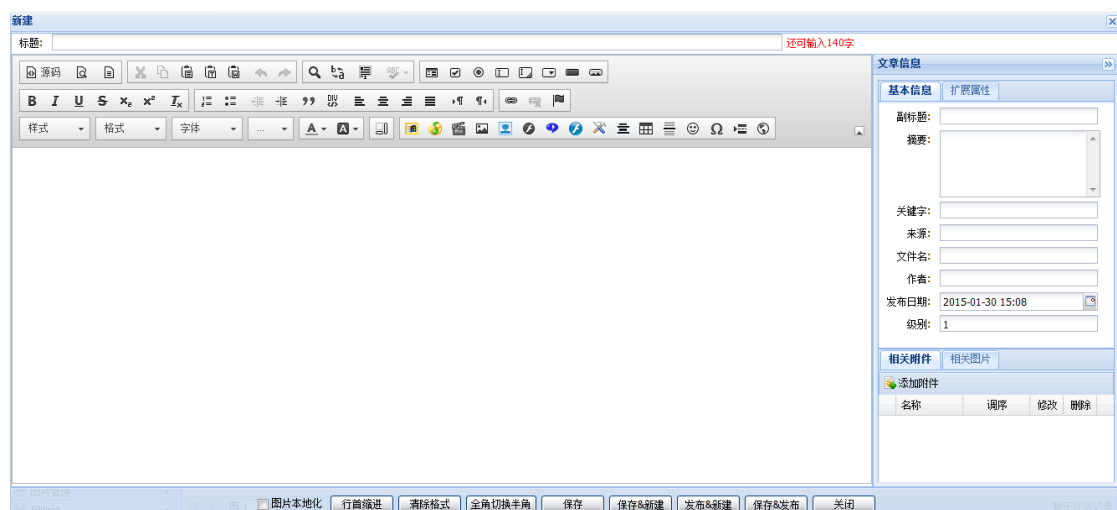 新建
标题:
还可输入140字
源码
样式
格式
字体
...
文章信息
基本信息 扩展属性
副标题:
摘要:
关键字:
来源:
文件名:
作者:
发布日期: 2015-01-30 15:08
级别: 1
相关附件 相关图片
添加附件
名称 调序 修改 删除
图片管理
图片本地化 行首缩进 清除格式 全角切换半角 保存 保存&新建 发布&新建 保存&发布 关闭